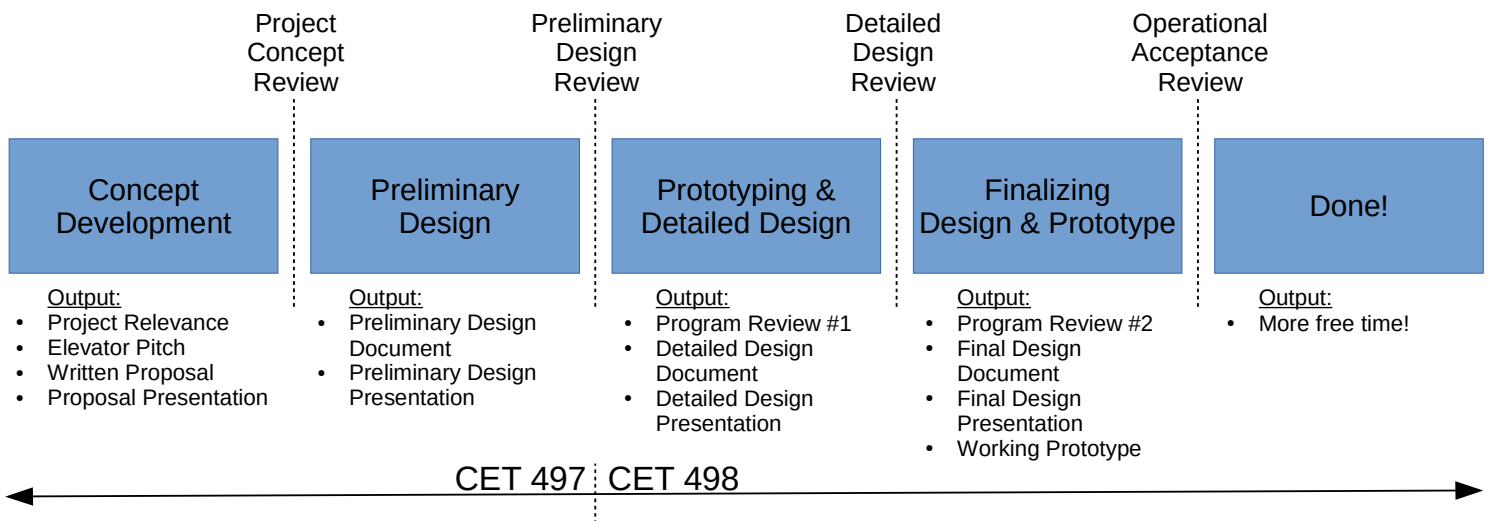 Project
Concept
Review
Preliminary
Design
Review
Detailed
Design
Review
Operational
Acceptance
Review
Concept
Development
Preliminary
Design
Prototyping &
Detailed Design
Finalizing
Design & Prototype
Done!
Output:
• Project Relevance
• Elevator Pitch
• Written Proposal
• Proposal Presentation
Output:
• Preliminary Design
Document
• Preliminary Design
Presentation
Output:
• Program Review #1
• Detailed Design
Document
• Detailed Design
Presentation
Output:
• Program Review #2
• Final Design
Document
• Final Design
Presentation
• Working Prototype
Output:
• More free time!
CET 497
CET 498